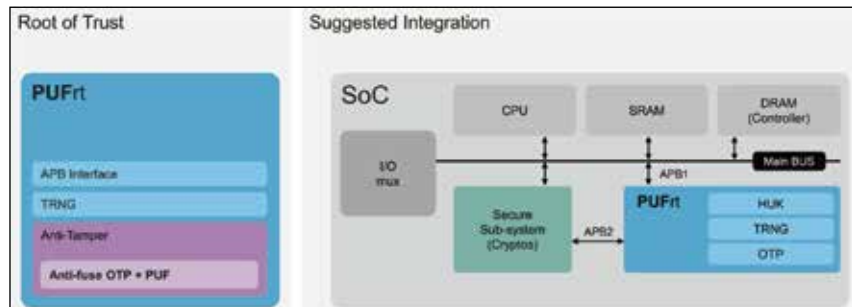 Root of Trust
PUFrt
APB Interface
TRNG
Anti-Tamper
Anti-fuse OTP + PUF
Suggested Integration
SoC
CPU
SRAM
DRAM
(Controller)
I/O
mux
Main BUS
APB1
Secure
Sub-system
(Cryptos)
APB2
PUFrt
HUK
TRNG
OTP